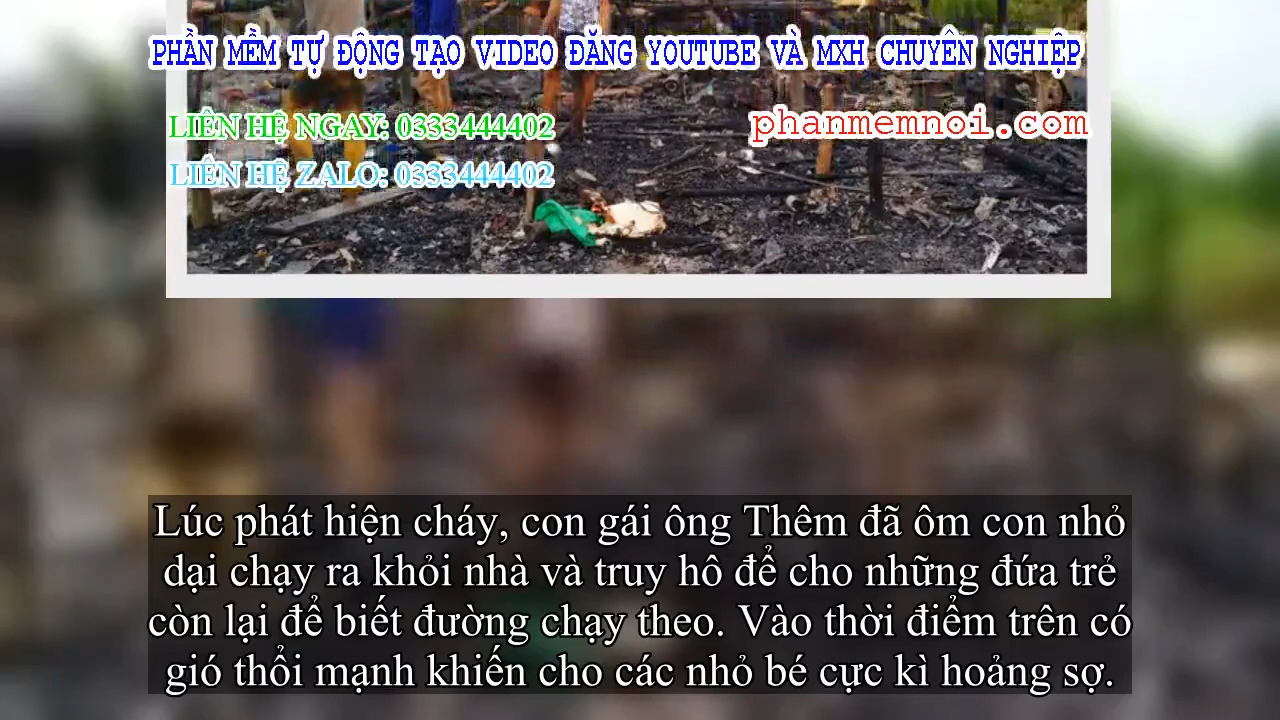 PHẦN MỀM TỰ ĐỘNG TẠO VIDEO ĐĂNG YOUTUBE VÀ MXH CHUYÊN NGHIỆP
LIÊN HỆ NGAY: 0333444402
phanmemnoi.com
LIÊN HỆ ZALO: 0333444402
Lúc phát hiện cháy, con gái ông Thêm đã ôm con nhỏ
dại chạy ra khỏi nhà và truy hô để cho những đứa trẻ
còn lại để biết đường chạy theo. Vào thời điểm trên có
gió thổi mạnh khiến cho các nhỏ bé cực kì hoảng sợ.